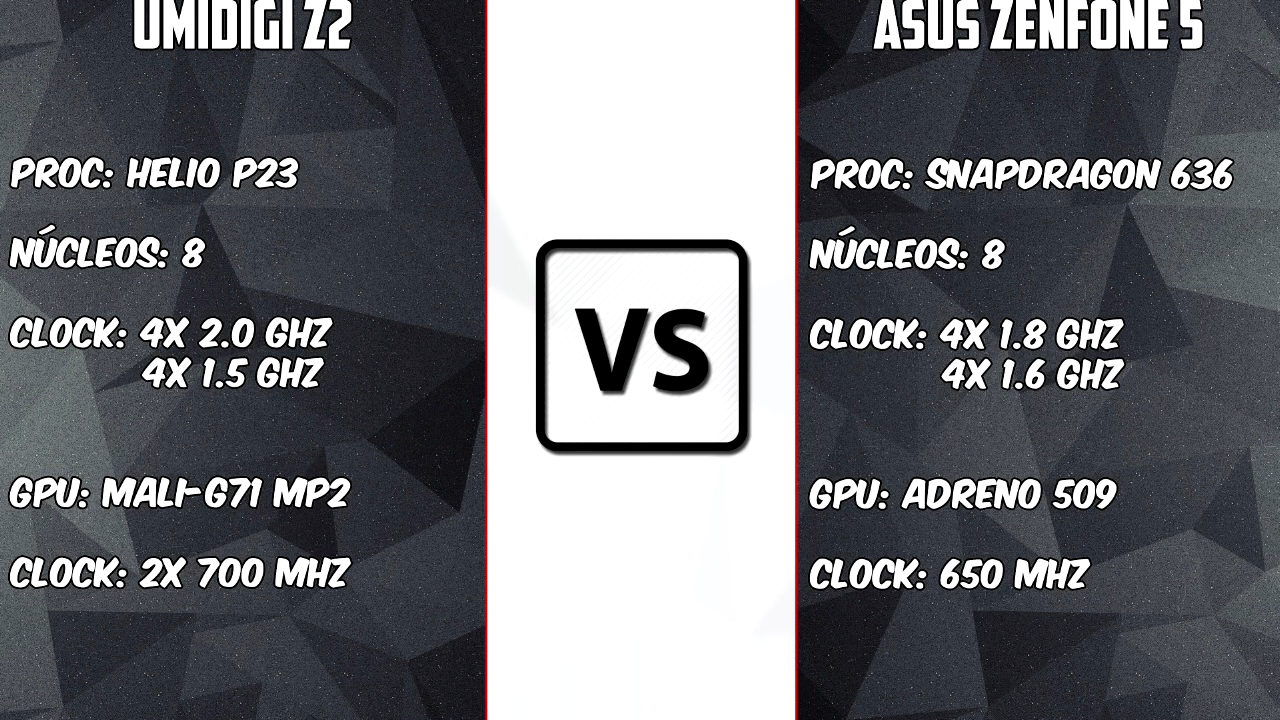 UMIDIGI Z2
PROC: HELIO P23
NÚCLEOS: 8
CLOCK: 4X 2.0 GHZ
4X 1.5 GHZ
GPU: MALI-G71 MP2
CLOCK: 2X 700 MHZ
VS
ASUS ZENFONE 5
PROC: SNAPDRAGON 636
NÚCLEOS: 8
CLOCK: 4X 1.8 GHZ
4X 1.6 GHZ
GPU: ADRENO 509
CLOCK: 650 MHZ